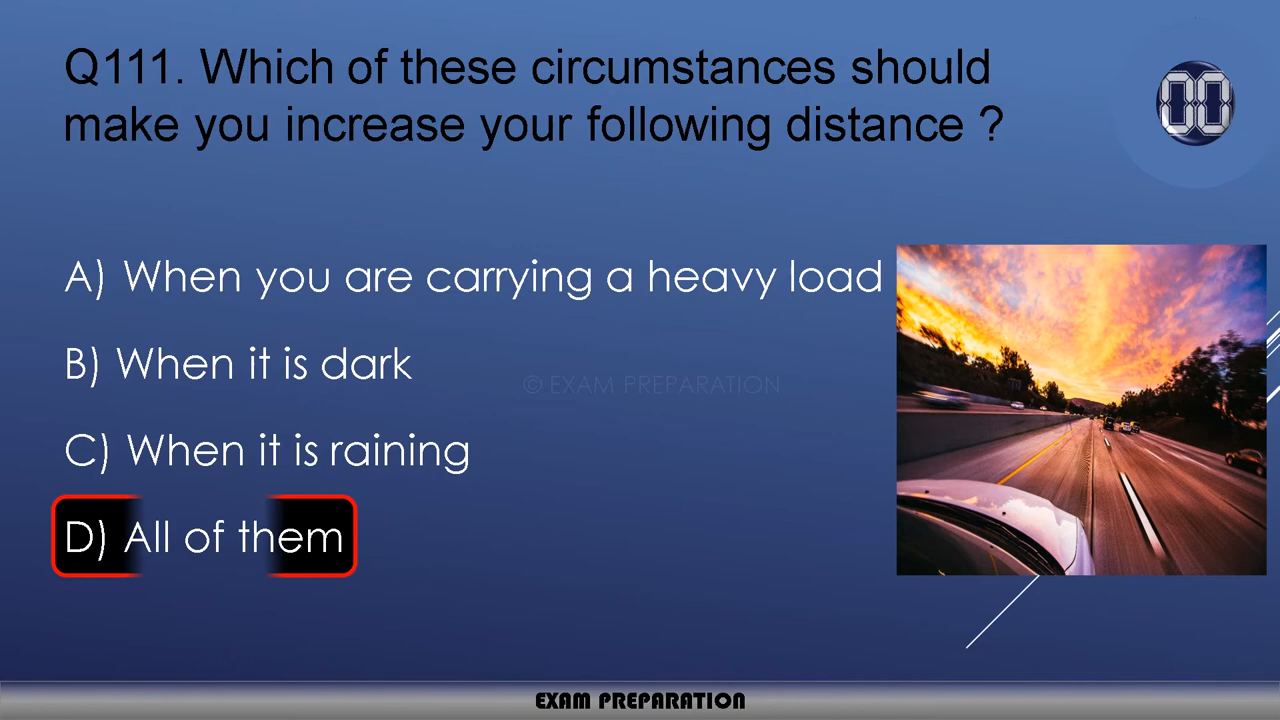 Q111. Which of these circumstances should
make you increase your following distance ?
00
A) When you are carrying a heavy load
B) When it is dark
© EXAM PREPARATION
C) When it is raining
D) All of them
EXAM PREPARATION